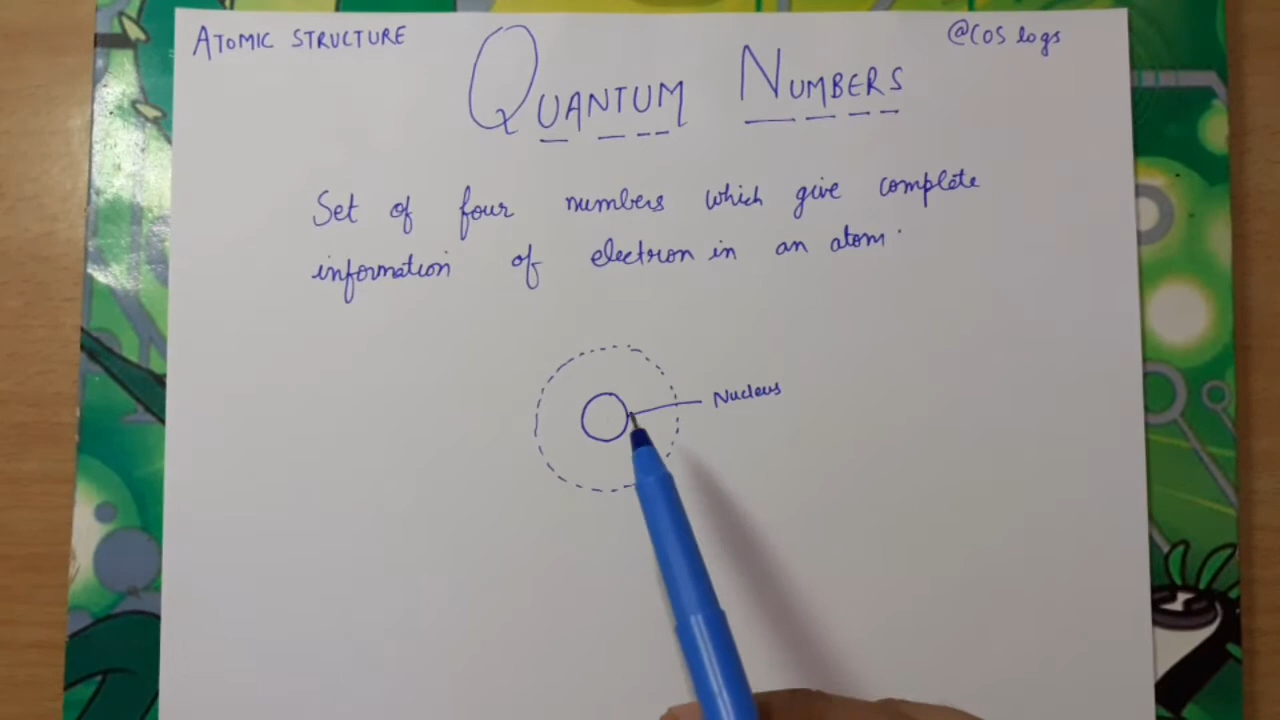 ATOMIC STRUCTURE
@COS logs
QUANTUM NUMBERS
Set of four numbers which give complete
information of electron in an atom.
Nucleus